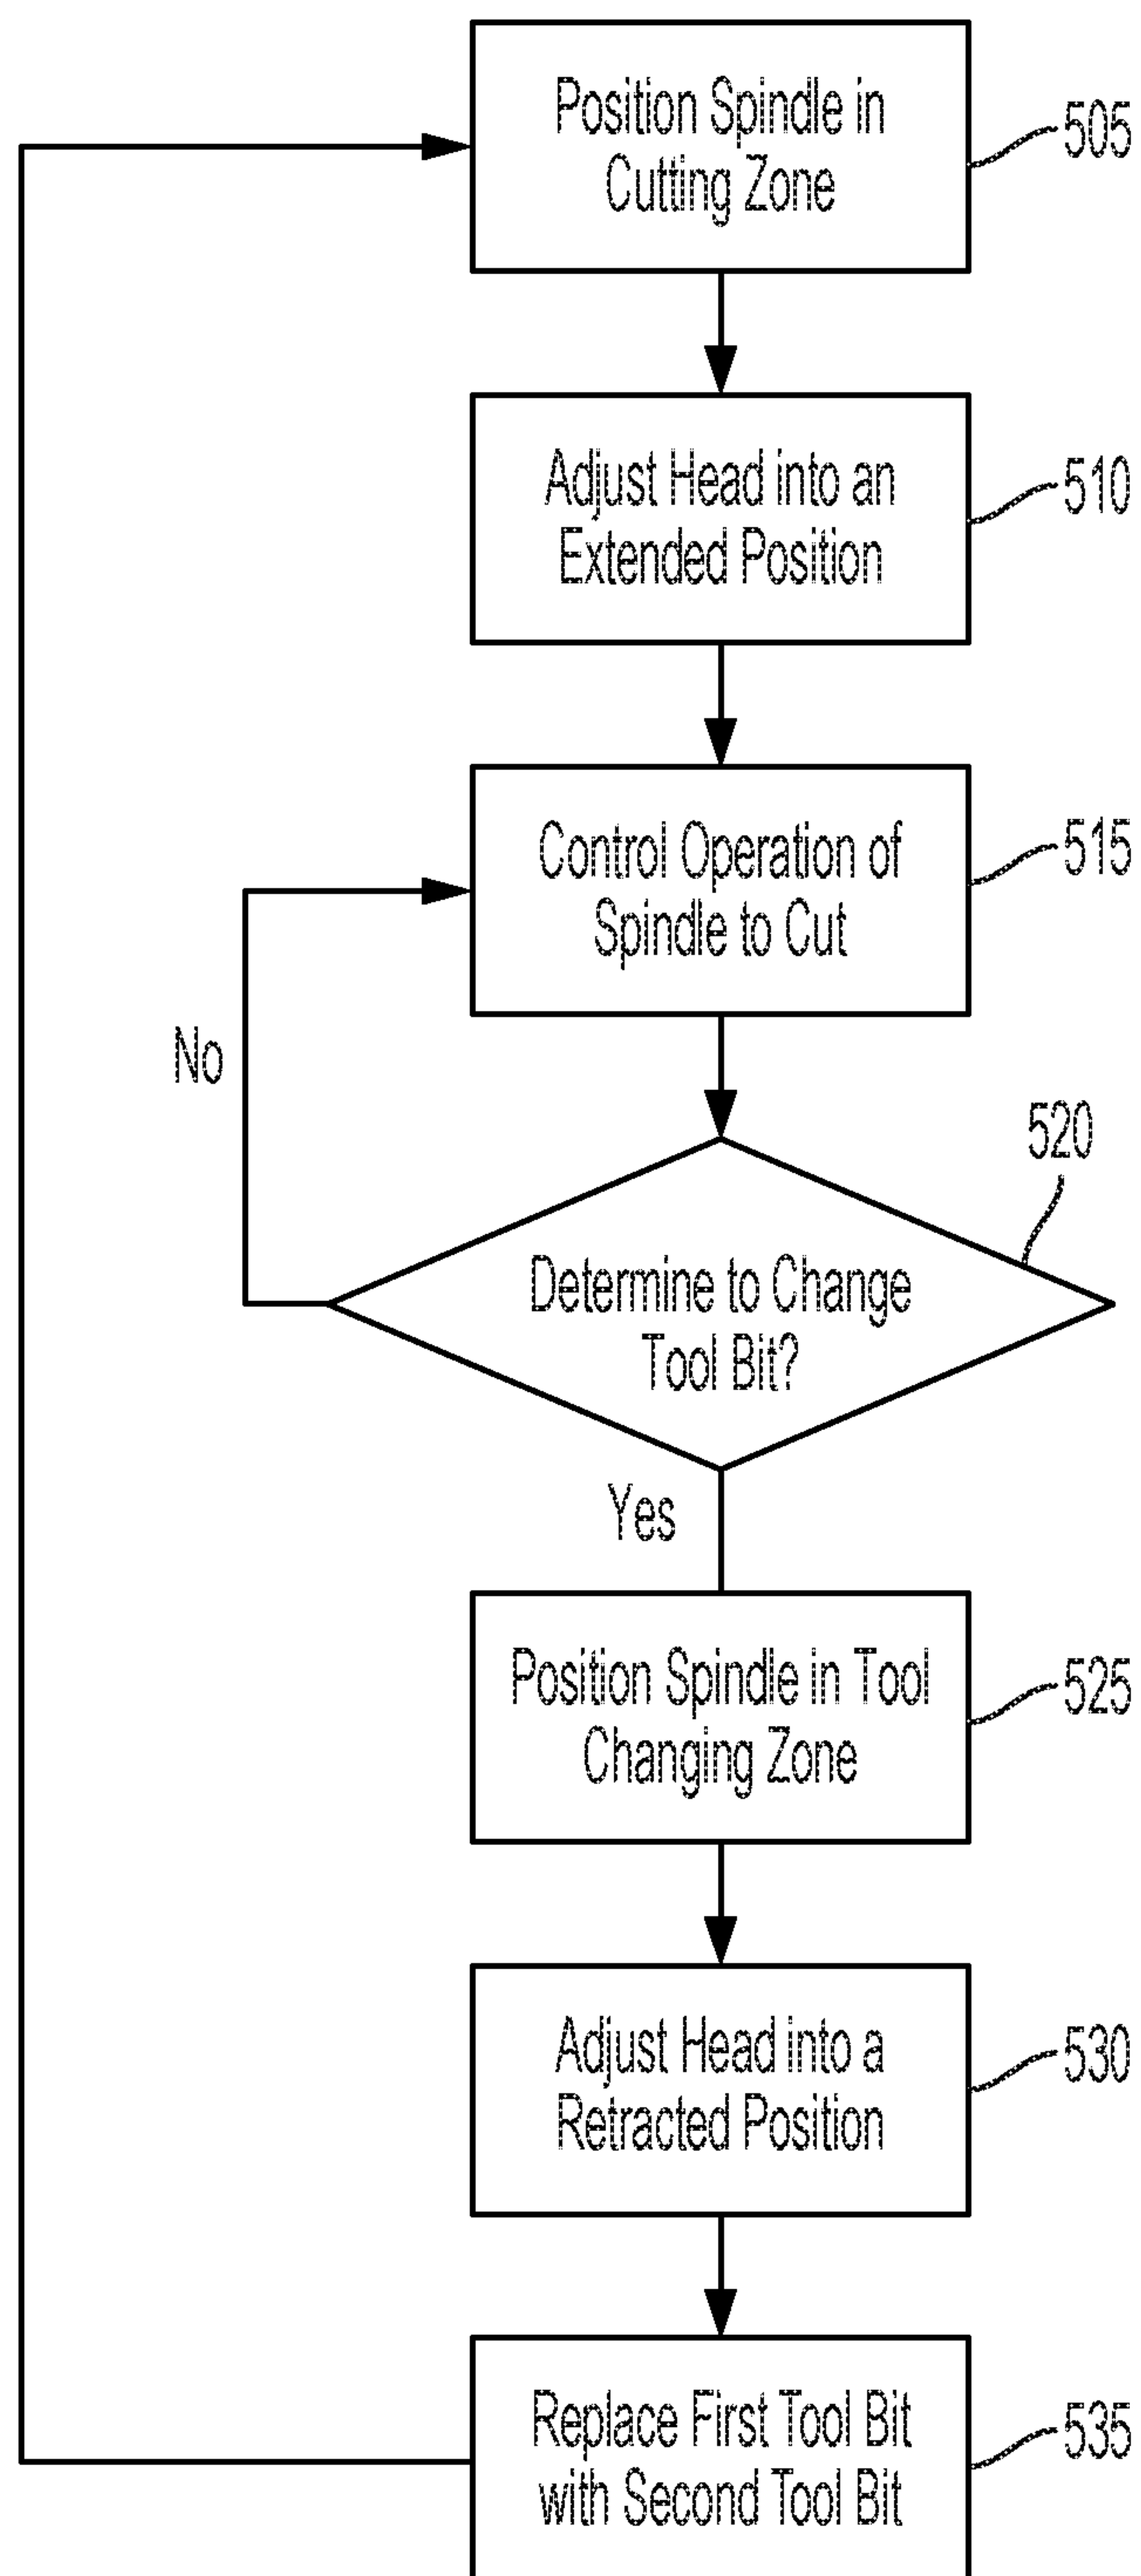 Position Spindle in
Cutting Zone
505
Adjust Head into an
Extended Position
510
Control Operation of
Spindle to Cut
515
No
520
Determine to Change
Tool Bit?
Yes
Position Spindle in Tool
Changing Zone
525
Adjust Head into a
Retracted Position
530
Replace First Tool Bit
with Second Tool Bit
535